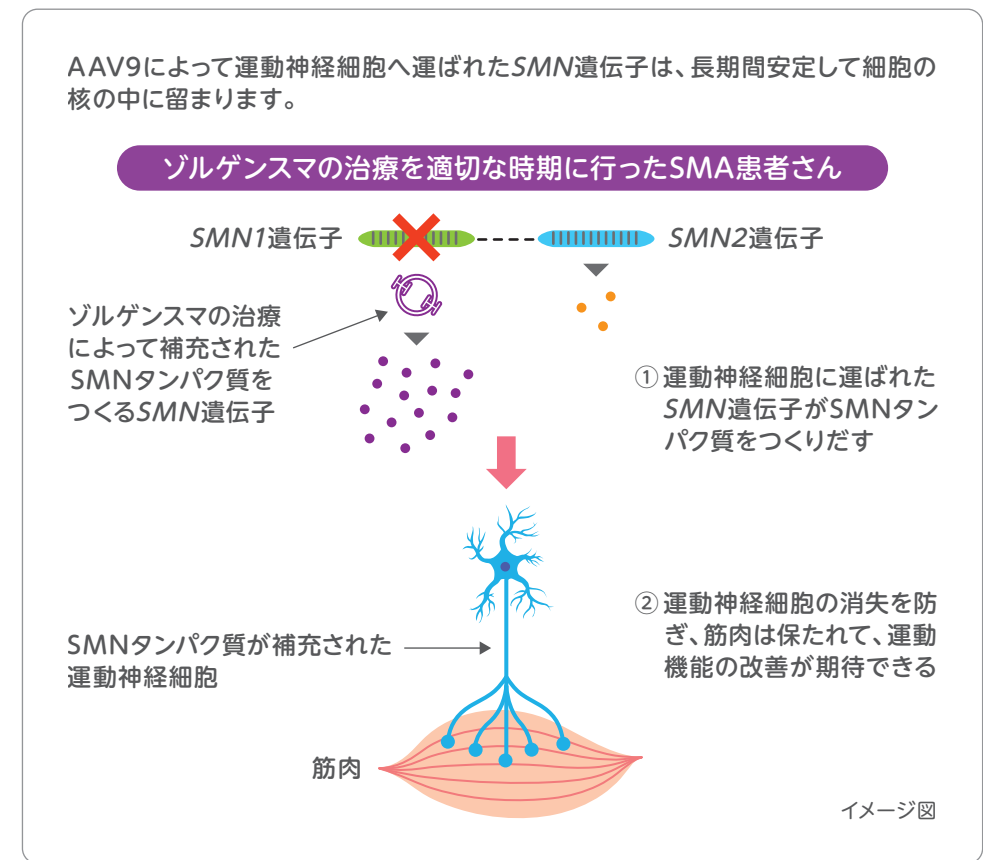 AAV9によって運動神経細胞へ運ばれたSMN遺伝子は、長期間安定して細胞の
核の中に留まります。
ゾルゲンスマの治療を適切な時期に行ったSMA患者さん
SMN1遺伝子
SMN2遺伝子
ゾルゲンスマの治療
によって補充された
SMNタンパク質を
つくるSMN遺伝子
①運動神経細胞に運ばれた
SMN遺伝子がSMNタン
パク質をつくりだす
SMNタンパク質が補充された
運動神経細胞
②運動神経細胞の消失を防
ぎ、筋肉は保たれて、運動
機能の改善が期待できる
筋肉
イメージ図